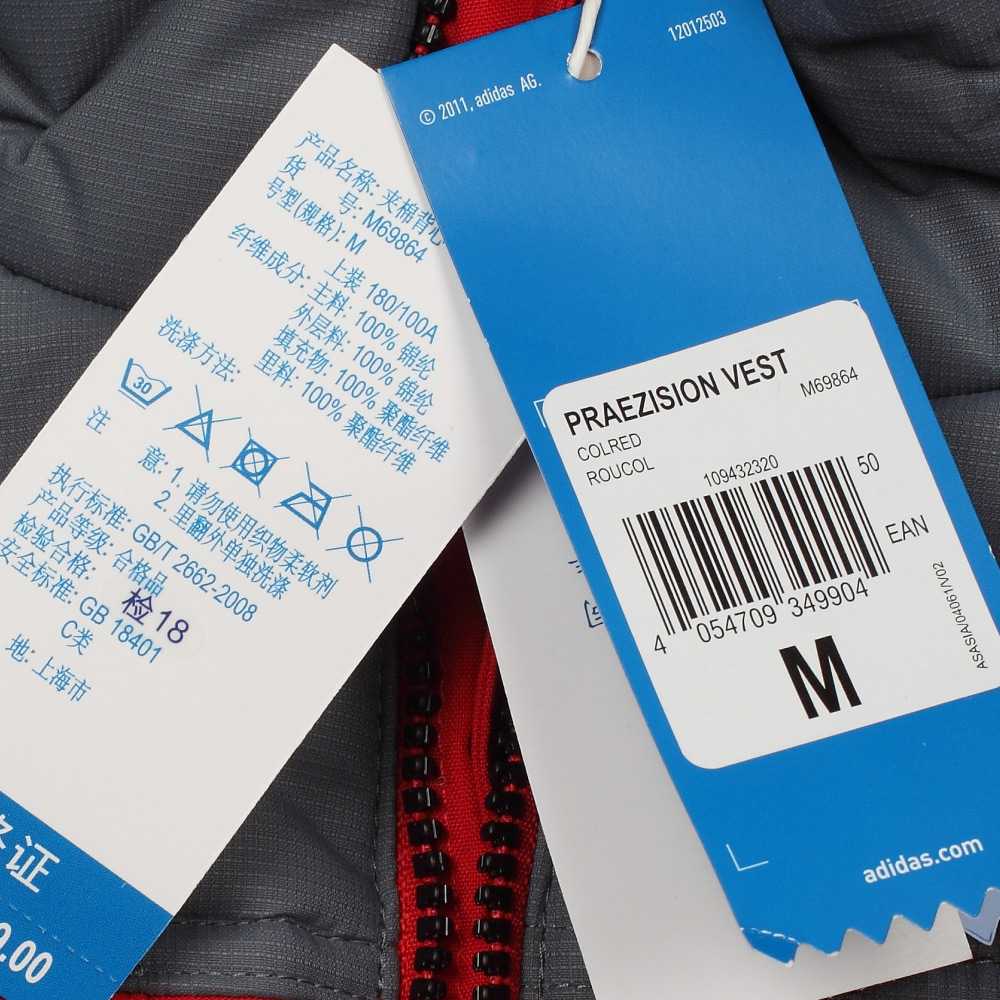 产品名称: 夹棉背心
货 号: M69864
号型(规格): M
上装 180/100A
纤维成分: 主料: 100% 锦纶
外层料: 100% 锦纶
填充物: 100% 聚酯纤维
里料: 100% 聚酯纤维
洗涤方法:
30
注 意: 1. 请勿使用织物柔软剂
2. 里翻外单独洗涤
执行标准: GB/T 2662-2008
产品等级: 合格品
检验合格: 检18
安全标准: GB 18401
C类
地: 上海市
格证
0.00
12012503
© 2011, adidas AG.
PRAEZISION VEST
M69864
COLRED
ROUCOL
109432320
50
EAN
4 054709 349904
M
ASASIA/04061/V02
adidas.com